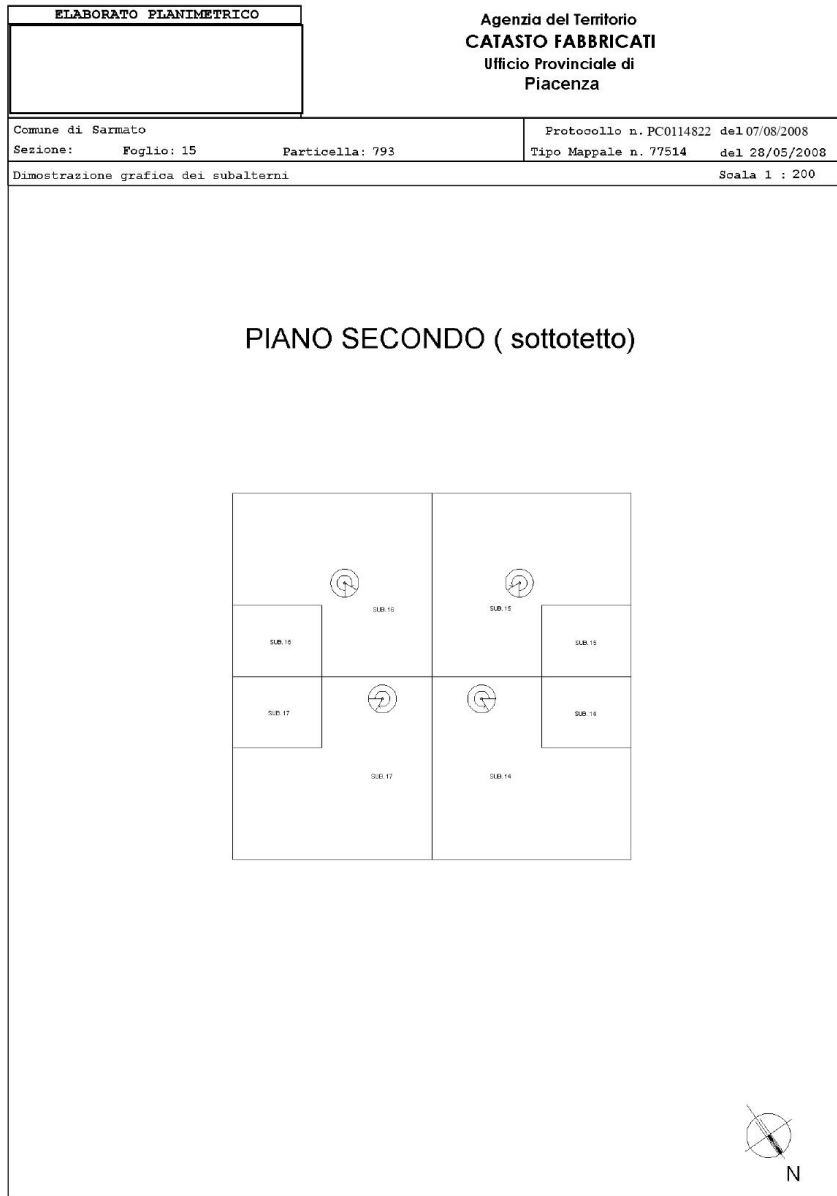 ELABORATO PLANIMETRICO
Agenzia del Territorio
CATASTO FABBRICATI
Ufficio Provinciale di
Piacenza
Comune di Sarmato
Protocollo n. PC0114822 del 07/08/2008
Sezione: Foglio: 15 Particella: 793
Tipo Mappale n. 77514 del 28/05/2008
Dimostrazione grafica dei subalterni
Scala 1 : 200
PIANO SECONDO ( sottotetto)
SUB.16
SUB.15
SUB.16
SUB.15
SUB.17
SUB.14
SUB.17
SUB.14
N